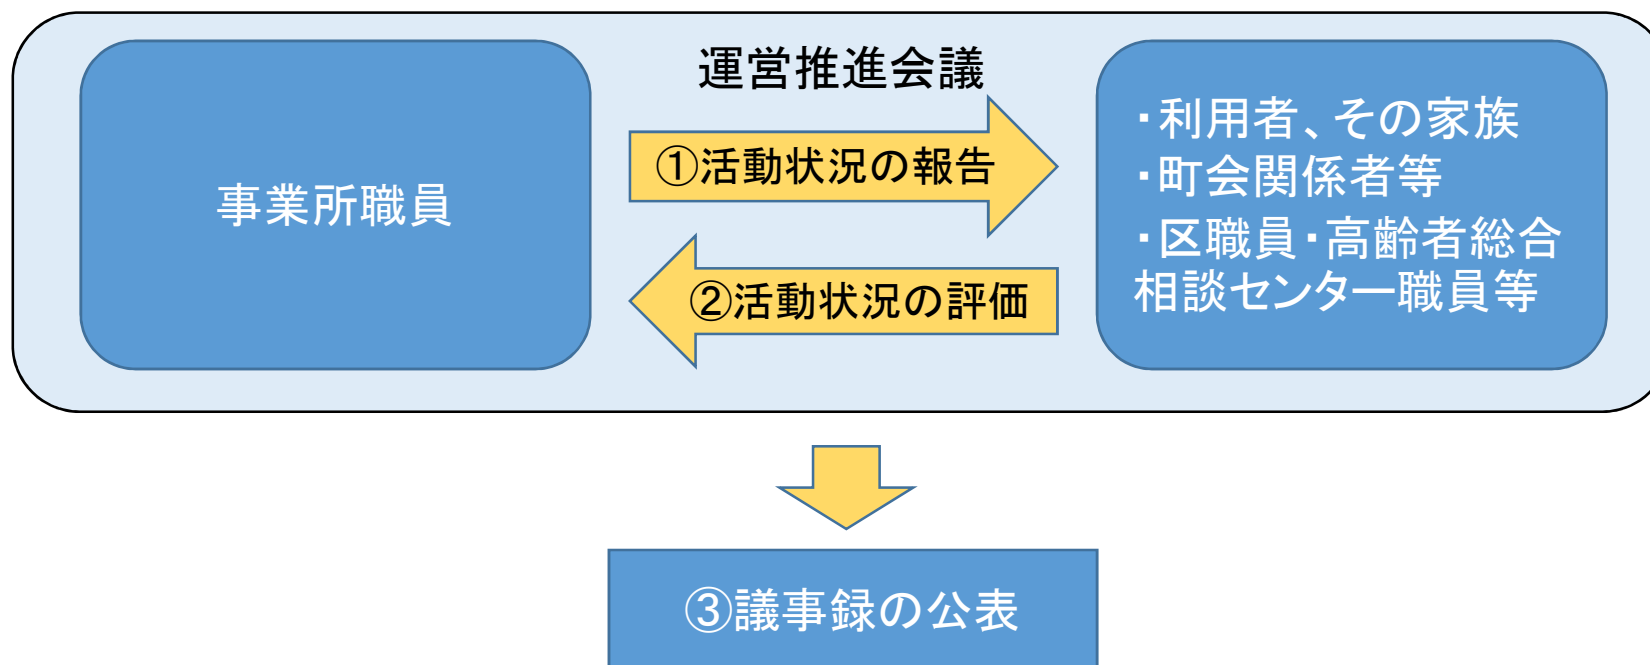 運営推進会議
事業所職員
①活動状況の報告
②活動状況の評価
・利用者、その家族
・町会関係者等
・区職員・高齢者総合
相談センター職員等
③議事録の公表